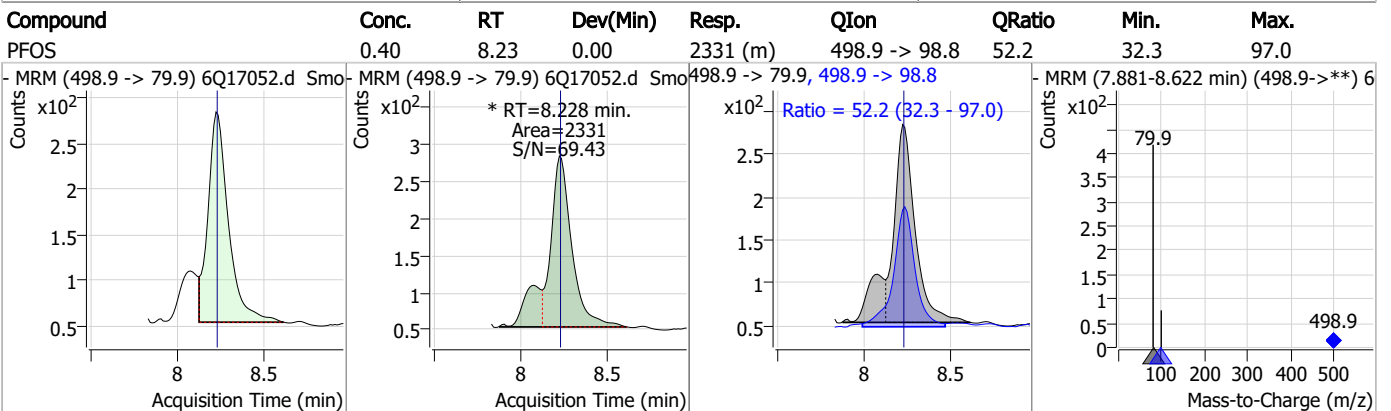 Compound Conc. RT Dev(Min) Resp. QIon QRatio Min. Max.
PFOS 0.40 8.23 0.00 2331 (m) 498.9 -> 98.8 52.2 32.3 97.0
- MRM (498.9 -> 79.9) 6Q17052.d Smo
Counts
x10²
2.5
2
1.5
1
0.5
8 8.5
Acquisition Time (min)
- MRM (498.9 -> 79.9) 6Q17052.d Smo
Counts
x10²
* RT=8.228 min.
Area=2331
S/N=69.43
3
2.5
2
1.5
1
0.5
8 8.5
Acquisition Time (min)
498.9 -> 79.9, 498.9 -> 98.8
Counts
x10²
Ratio = 52.2 (32.3 - 97.0)
2.5
2
1.5
1
0.5
8 8.5
Acquisition Time (min)
- MRM (7.881-8.622 min) (498.9->**) 6
Counts
x10²
79.9
4
3.5
3
2.5
2
1.5
1
0.5
0
498.9
100 200 300 400 500
Mass-to-Charge (m/z)